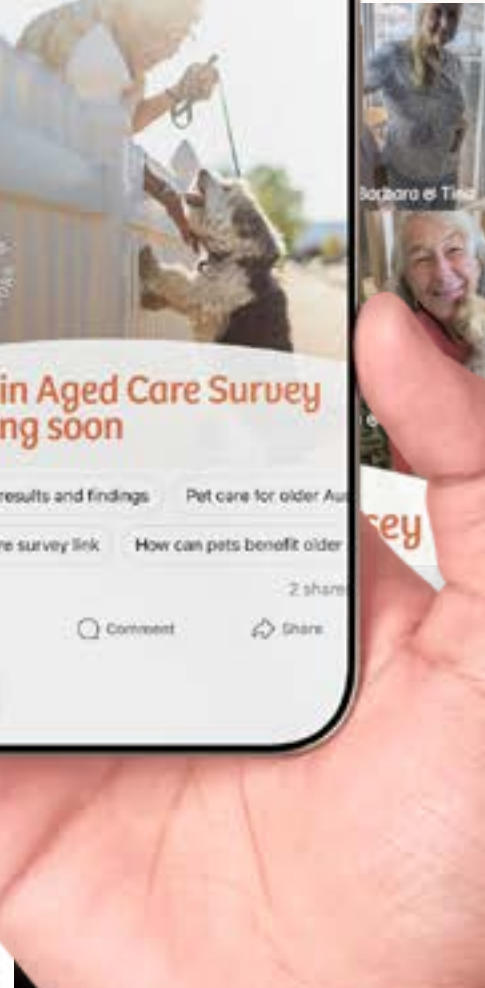 Barbara & Tina
in Aged Care Survey
ng soon
results and findings
Pet care for older Au
re survey link
How can pets benefit older
2 share
Comment
Share
ey